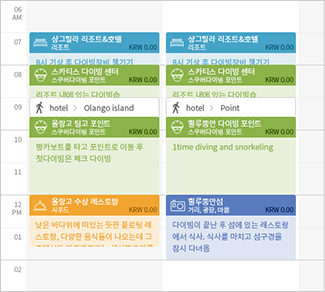 06
AM
07
08
09
10
11
12
PM
01
02
샹그릴라 리조트&호텔
리조트 KRW 0.00
8시 기상 후 다이빙장비 챙기기
스카티스 다이빙 센터
스쿠버다이빙 포인트 KRW 0.00
리조트 내에 있는 다이빙숍
hotel > Olango island
올랑고 팅고 포인트
스쿠버다이빙 포인트 KRW 0.00
방카보트를 타고 포인트로 이동 후
첫다이빙은 체크 다이빙
올랑고 수상 레스토랑
시푸드 KRW 0.00
낮은 바다위에 떠있는 듯한 플로팅 레
스토랑, 다양한 음식들이 나오는데 그
샹그릴라 리조트&호텔
리조트 KRW 0.00
8시 기상 후 다이빙장비 챙기기
스카티스 다이빙 센터
스쿠버다이빙 포인트 KRW 0.00
리조트 내에 있는 다이빙숍
hotel > Point
힐루뚱안 다이빙 포인트
스쿠버다이빙 포인트 KRW 0.00
1time diving and snorkeling
힐루뚱안섬
거리, 광장, 마을 KRW 0.00
다이빙이 끝난 후 섬에 있는 레스토랑
에서 식사. 식사를 마치고 섬구경을
잠시 다녀옴